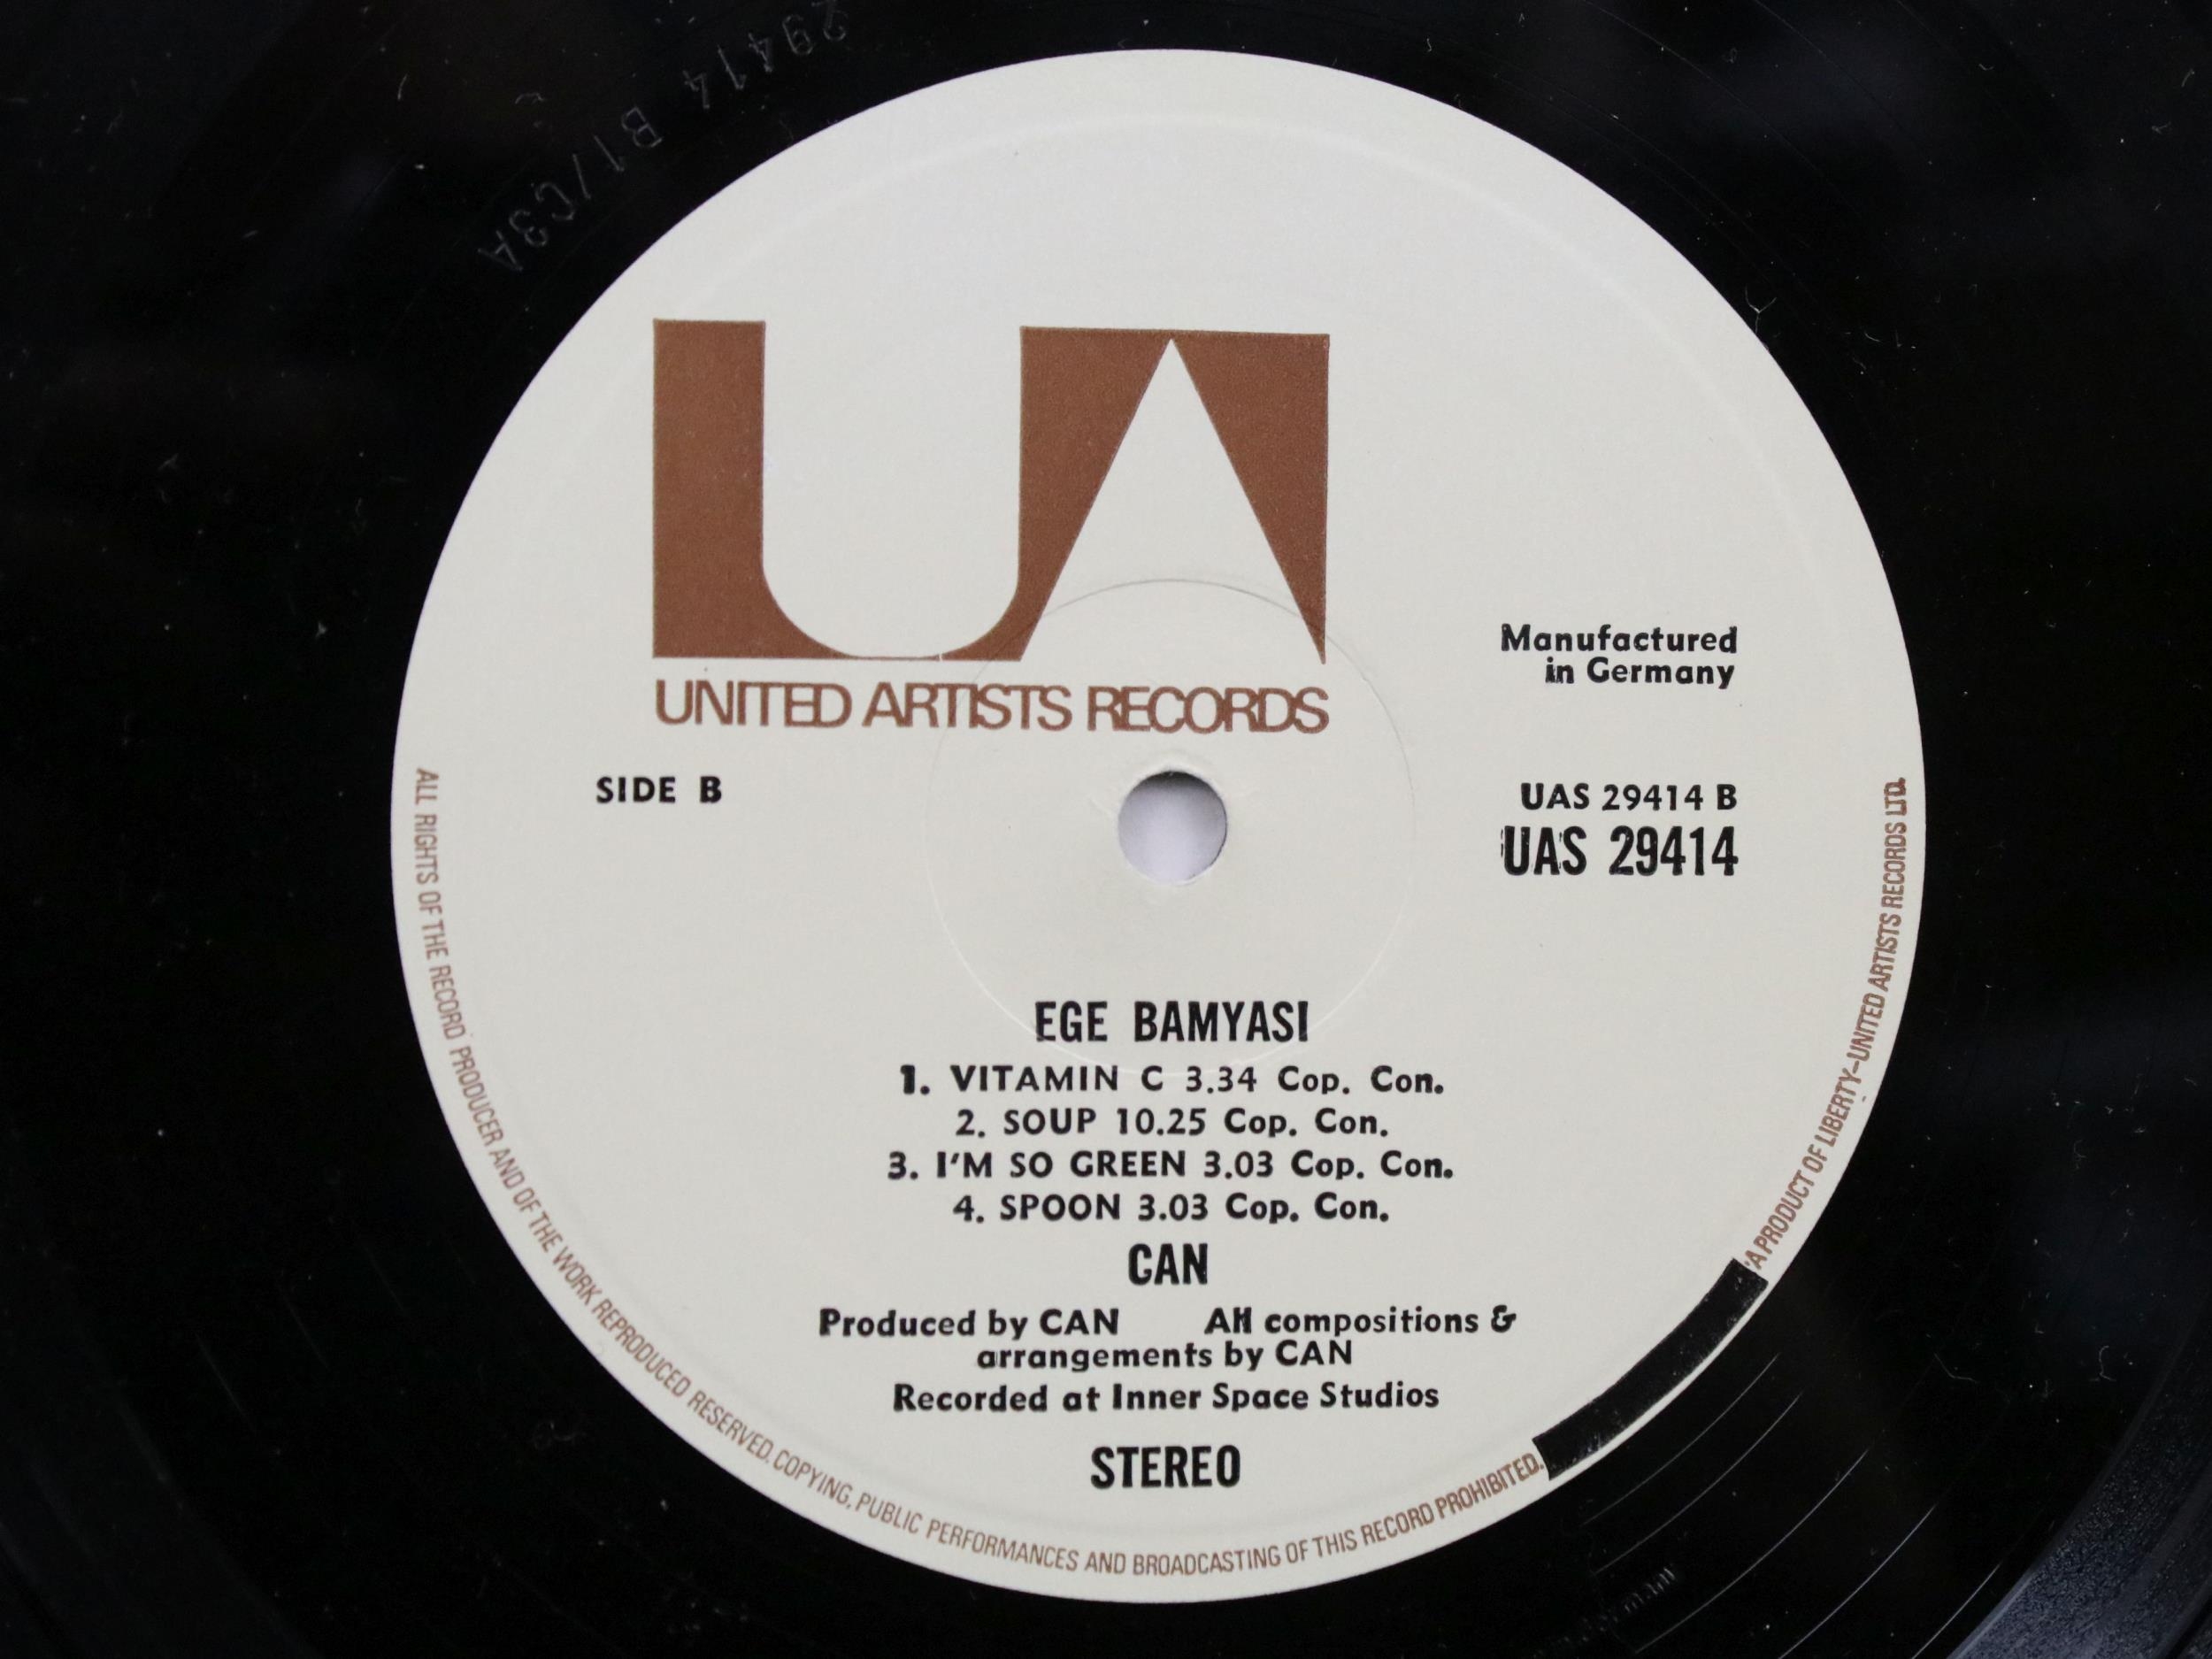 29414 B1/C3A
UA
UNITED ARTISTS RECORDS
Manufactured
in Germany
SIDE B
UAS 29414 B
UAS 29414
EGE BAMYASI
1. VITAMIN C 3.34 Cop. Con.
2. SOUP 10.25 Cop. Con.
3. I'M SO GREEN 3.03 Cop. Con.
4. SPOON 3.03 Cop. Con.
CAN
Produced by CAN All compositions &
arrangements by CAN
Recorded at Inner Space Studios
STEREO
ALL RIGHTS OF THE RECORD PRODUCER AND OF THE WORK REPRODUCED RESERVED. COPYING, PUBLIC PERFORMANCES AND BROADCASTING OF THIS RECORD PROHIBITED.
A PRODUCT OF LIBERTY-UNITED ARTISTS RECORDS LTD.